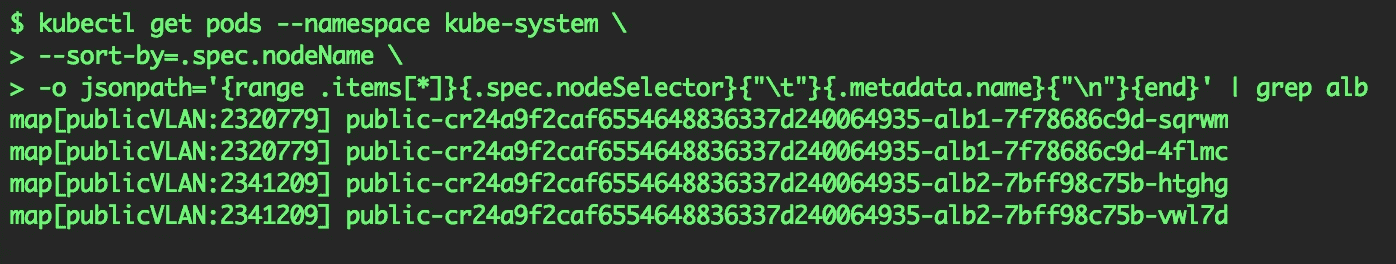 $ kubectl get pods --namespace kube-system \
> --sort-by=.spec.nodeName \
> -o jsonpath='{range .items[*]}{.spec.nodeSelector}{"\t"}{.metadata.name}{"\n"}{end}' | grep alb
map[publicVLAN:2320779] public-cr24a9f2caf6554648836337d240064935-alb1-7f78686c9d-sqrwm
map[publicVLAN:2320779] public-cr24a9f2caf6554648836337d240064935-alb1-7f78686c9d-4flmc
map[publicVLAN:2341209] public-cr24a9f2caf6554648836337d240064935-alb2-7bff98c75b-htghg
map[publicVLAN:2341209] public-cr24a9f2caf6554648836337d240064935-alb2-7bff98c75b-vwl7d